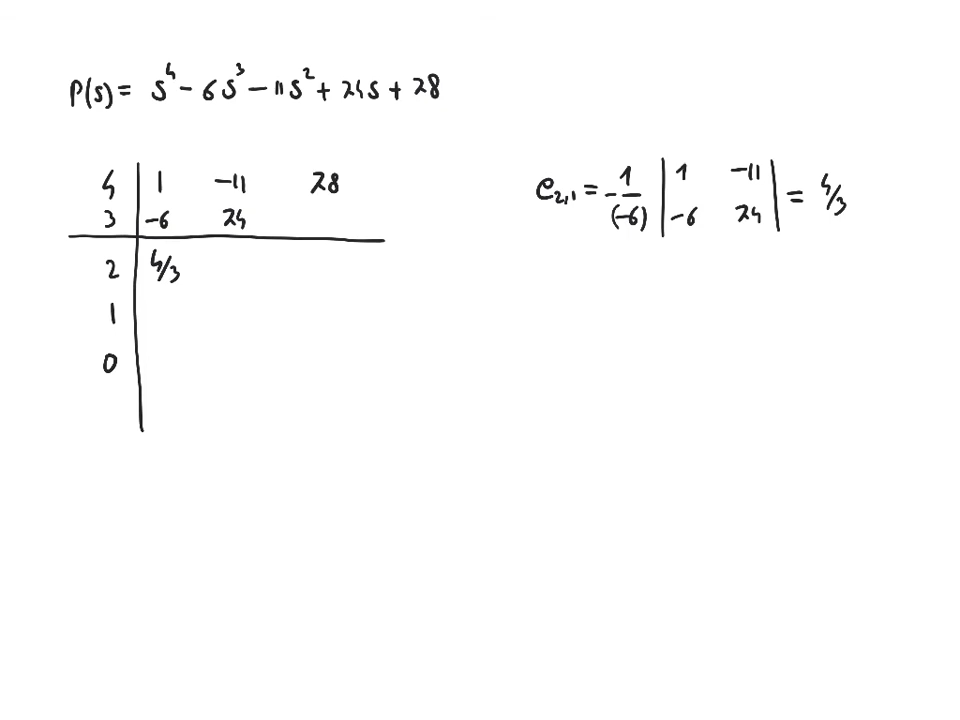 P(s) = s⁴ - 6s³ - 11s² + 24s + 28
4 | 1 -11 28
3 | -6 24
2 | 4/3
1 |
0 |
e₂,₁ = -1/(-6) | 1 -11 | = 4/3
| -6 24 |